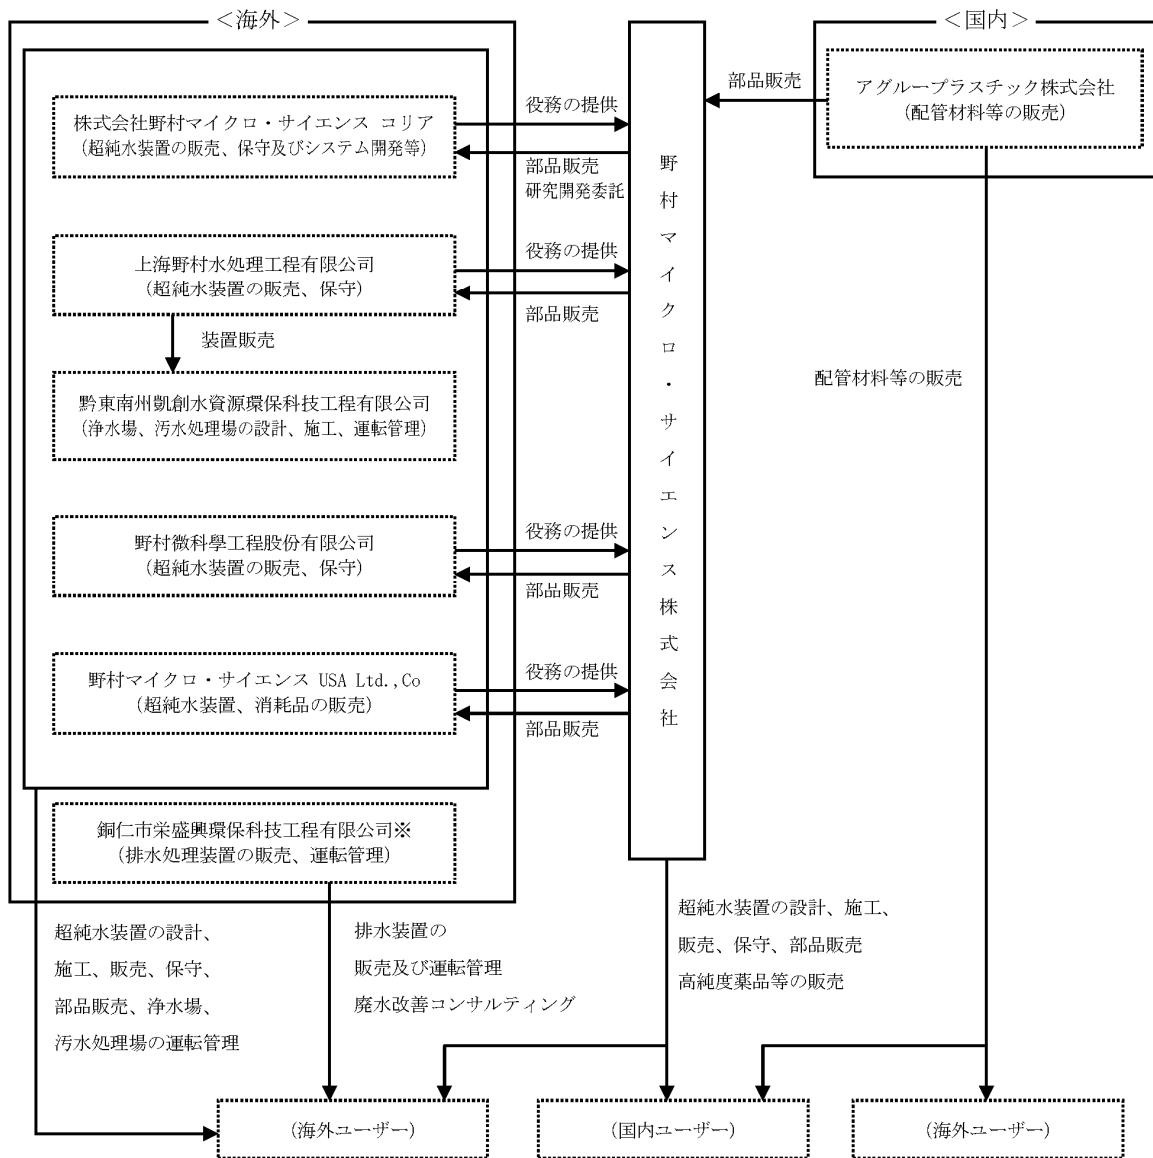 ＜海外＞
＜国内＞
アグループラスチック株式会社
(配管材料等の販売)
部品販売
株式会社野村マイクロ・サイエンス コリア
(超純水装置の販売、保守及びシステム開発等)
役務の提供
部品販売
研究開発委託
野村マイクロ・サイエンス株式会社
上海野村水処理工程有限公司
(超純水装置の販売、保守)
役務の提供
部品販売
装置販売
黔東南州凱創水資源環保科技工程有限公司
(浄水場、汚水処理場の設計、施工、運転管理)
配管材料等の販売
野村微科學工程股份有限公司
(超純水装置の販売、保守)
役務の提供
部品販売
野村マイクロ・サイエンス USA Ltd.,Co
(超純水装置、消耗品の販売)
役務の提供
部品販売
銅仁市栄盛興環保科技工程有限公司※
(排水処理装置の販売、運転管理)
超純水装置の設計、
施工、販売、保守、
部品販売、浄水場、
汚水処理場の運転管理
排水装置の
販売及び運転管理
廃水改善コンサルティング
超純水装置の設計、施工、
販売、保守、部品販売
高純度薬品等の販売
(海外ユーザー)
(国内ユーザー)
(海外ユーザー)